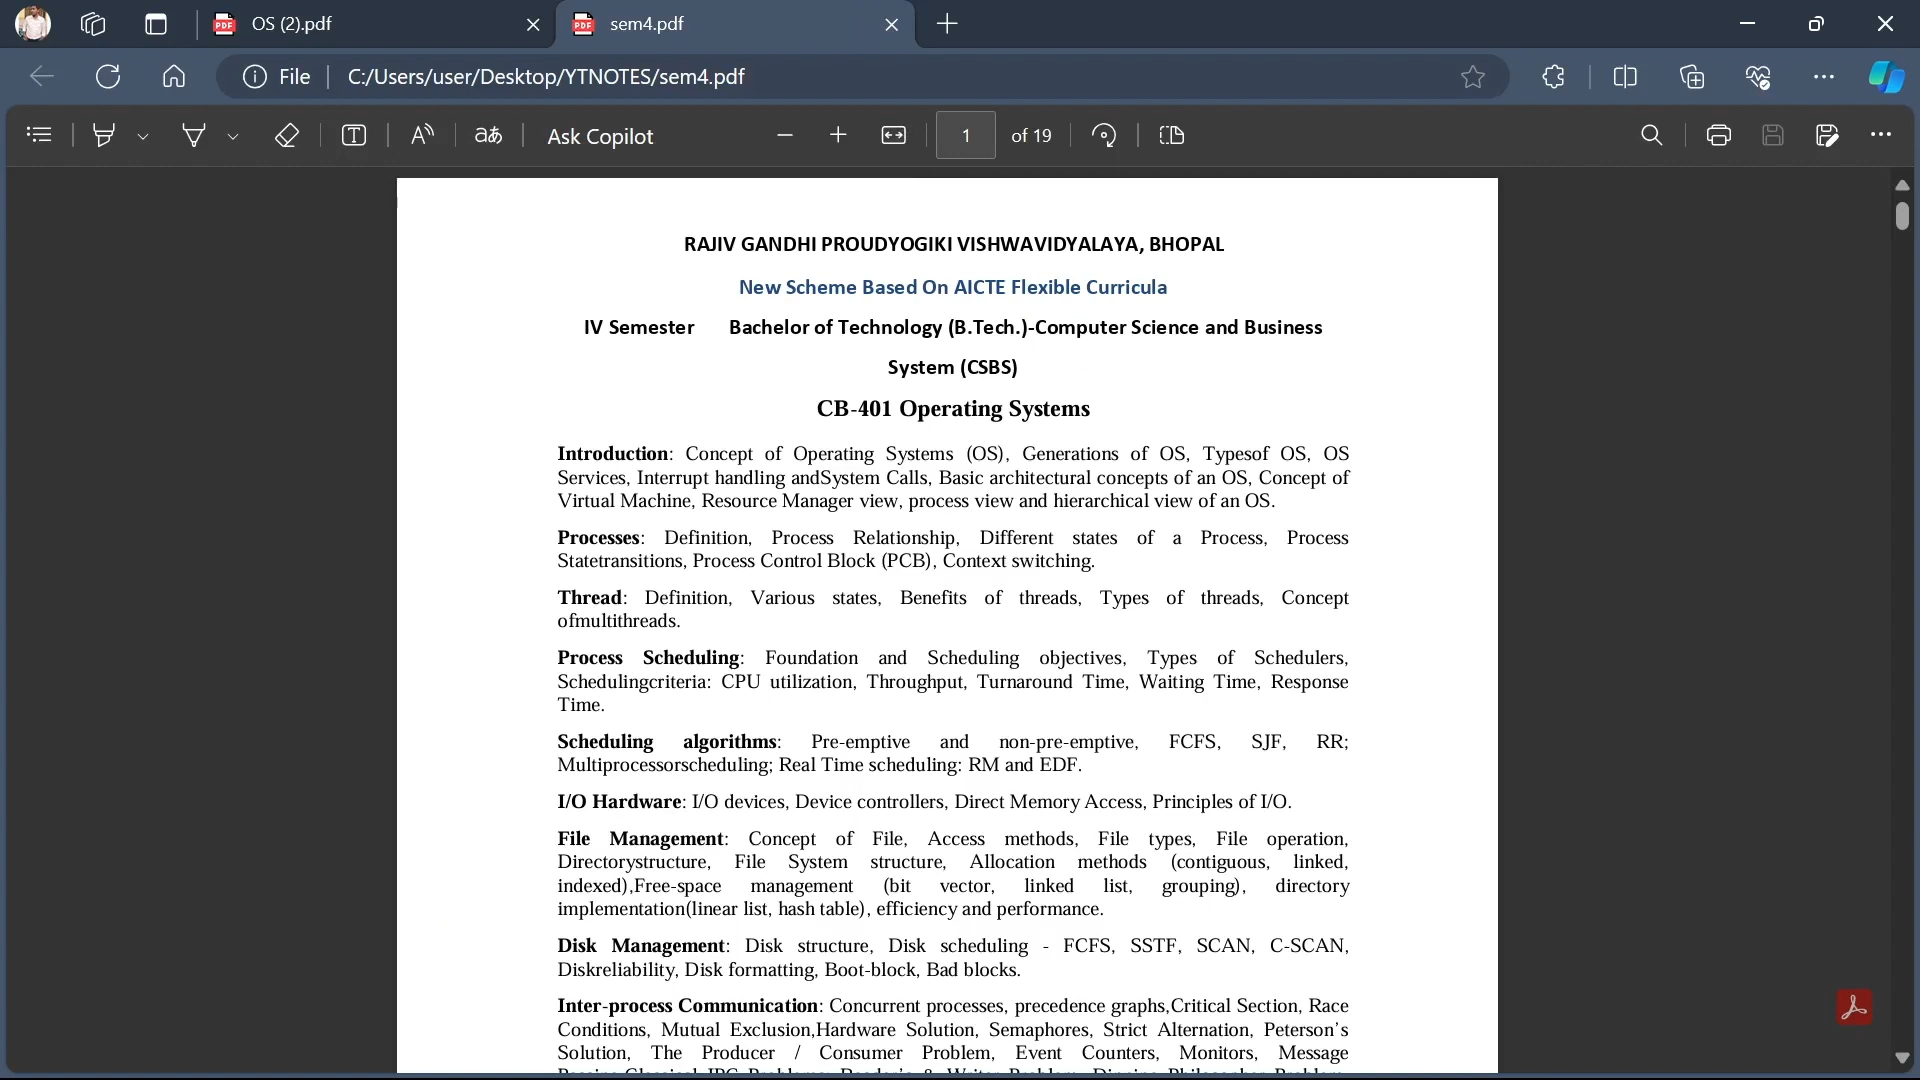 OS (2).pdf
sem4.pdf
File
C:/Users/user/Desktop/YTNOTES/sem4.pdf
Ask Copilot
1 of 19
RAJIV GANDHI PROUDYOGIKI VISHWAVIDYALAYA, BHOPAL
New Scheme Based On AICTE Flexible Curricula
IV Semester Bachelor of Technology (B.Tech.)-Computer Science and Business
System (CSBS)
CB-401 Operating Systems
Introduction: Concept of Operating Systems (OS), Generations of OS, Typesof OS, OS
Services, Interrupt handling andSystem Calls, Basic architectural concepts of an OS, Concept of
Virtual Machine, Resource Manager view, process view and hierarchical view of an OS.
Processes: Definition, Process Relationship, Different states of a Process, Process
Statetransitions, Process Control Block (PCB), Context switching.
Thread: Definition, Various states, Benefits of threads, Types of threads, Concept
ofmultithreads.
Process Scheduling: Foundation and Scheduling objectives, Types of Schedulers,
Schedulingcriteria: CPU utilization, Throughput, Turnaround Time, Waiting Time, Response
Time.
Scheduling algorithms: Pre-emptive and non-pre-emptive, FCFS, SJF, RR;
Multiprocessorscheduling; Real Time scheduling: RM and EDF.
I/O Hardware: I/O devices, Device controllers, Direct Memory Access, Principles of I/O.
File Management: Concept of File, Access methods, File types, File operation,
Directorystructure, File System structure, Allocation methods (contiguous, linked,
indexed),Free-space management (bit vector, linked list, grouping), directory
implementation(linear list, hash table), efficiency and performance.
Disk Management: Disk structure, Disk scheduling - FCFS, SSTF, SCAN, C-SCAN,
Diskreliability, Disk formatting, Boot-block, Bad blocks.
Inter-process Communication: Concurrent processes, precedence graphs,Critical Section, Race
Conditions, Mutual Exclusion,Hardware Solution, Semaphores, Strict Alternation, Peterson's
Solution, The Producer / Consumer Problem, Event Counters, Monitors, Message